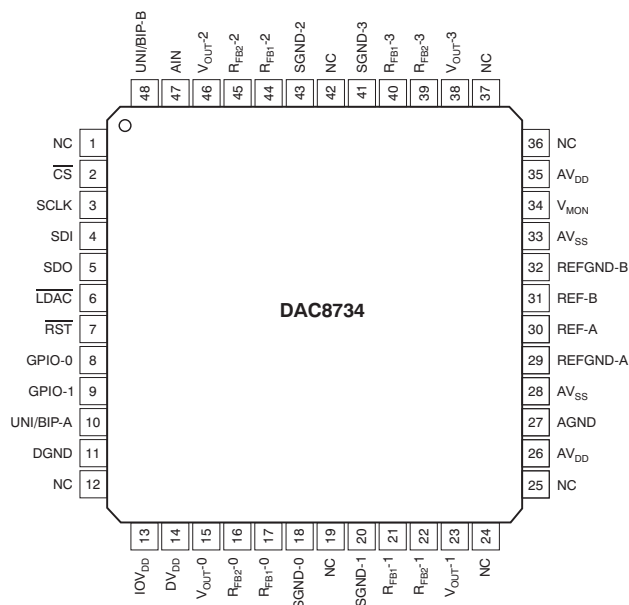 UNI/BIP-B
AIN
VOUT-2
RFB2-2
RFB1-2
SGND-2
NC
SGND-3
RFB1-3
RFB2-3
VOUT-3
NC
48 47 46 45 44 43 42 41 40 39 38 37
NC 1
CS 2
SCLK 3
SDI 4
SDO 5
LDAC 6
RST 7
GPIO-0 8
GPIO-1 9
UNI/BIP-A 10
DGND 11
NC 12
DAC8734
36 NC
35 AVDD
34 VMON
33 AVSS
32 REFGND-B
31 REF-B
30 REF-A
29 REFGND-A
28 AVSS
27 AGND
26 AVDD
25 NC
13 14 15 16 17 18 19 20 21 22 23 24
IOVDD
DVDD
VOUT-0
RFB2-0
RFB1-0
SGND-0
NC
SGND-1
RFB1-1
RFB2-1
VOUT-1
NC